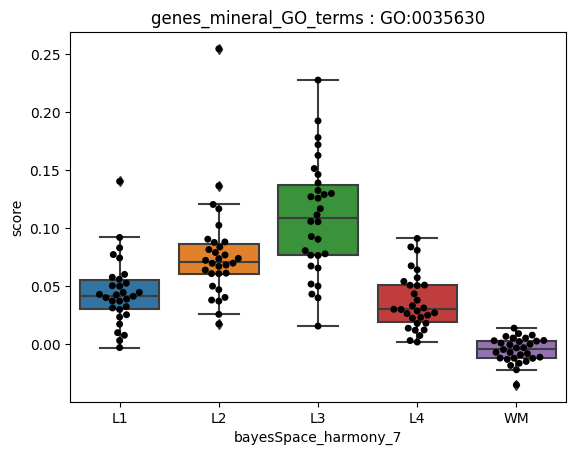 genes_mineral_GO_terms : GO:0035630
score
0.25
0.20
0.15
0.10
0.05
0.00
L1 L2 L3 L4 WM
bayesSpace_harmony_7